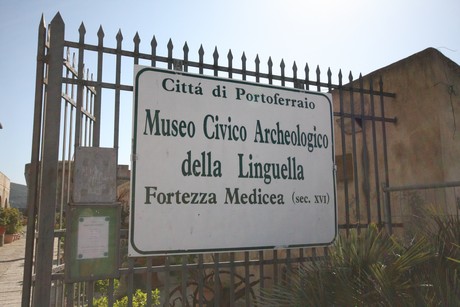 Città di Portoferraio
Museo Civico Archeologico
della Linguella
Fortezza Medicea (sec. XVI)